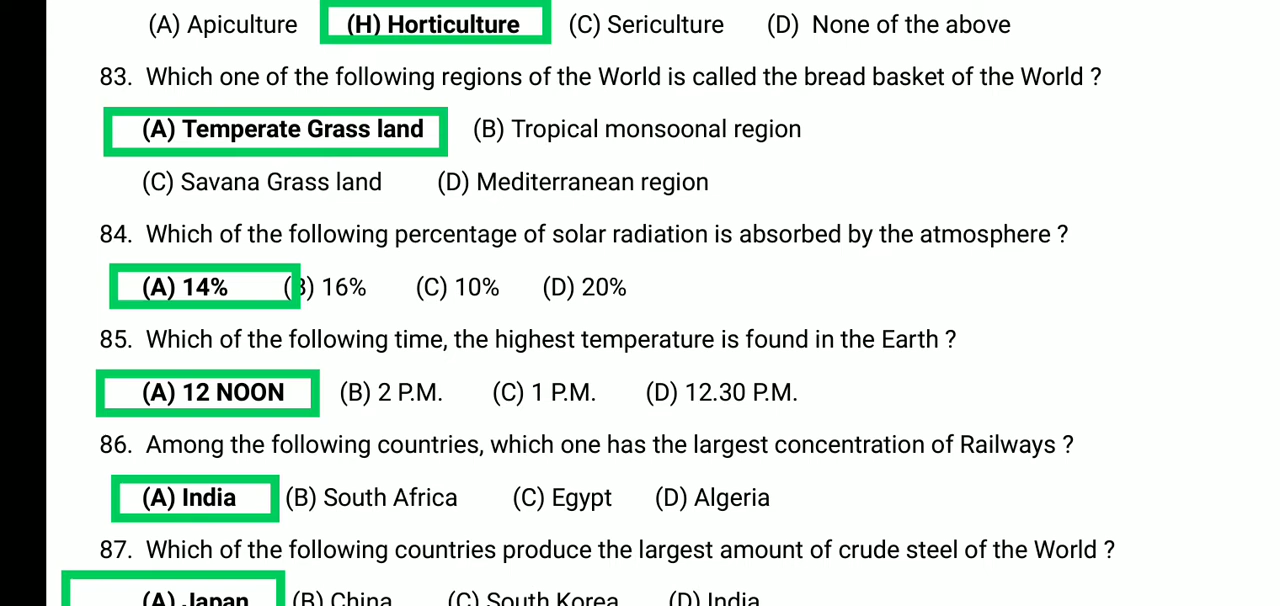 (A) Apiculture (H) Horticulture (C) Sericulture (D) None of the above
83. Which one of the following regions of the World is called the bread basket of the World ?
(A) Temperate Grass land (B) Tropical monsoonal region
(C) Savana Grass land (D) Mediterranean region
84. Which of the following percentage of solar radiation is absorbed by the atmosphere ?
(A) 14% (B) 16% (C) 10% (D) 20%
85. Which of the following time, the highest temperature is found in the Earth ?
(A) 12 NOON (B) 2 P.M. (C) 1 P.M. (D) 12.30 P.M.
86. Among the following countries, which one has the largest concentration of Railways ?
(A) India (B) South Africa (C) Egypt (D) Algeria
87. Which of the following countries produce the largest amount of crude steel of the World ?
(A) Japan (B) China (C) South Korea (D) India